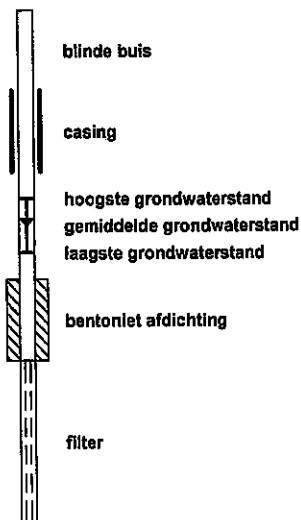 blinde buis
casing
hoogste grondwaterstand
gemiddelde grondwaterstand
laagste grondwaterstand
bentoniet afdichting
filter